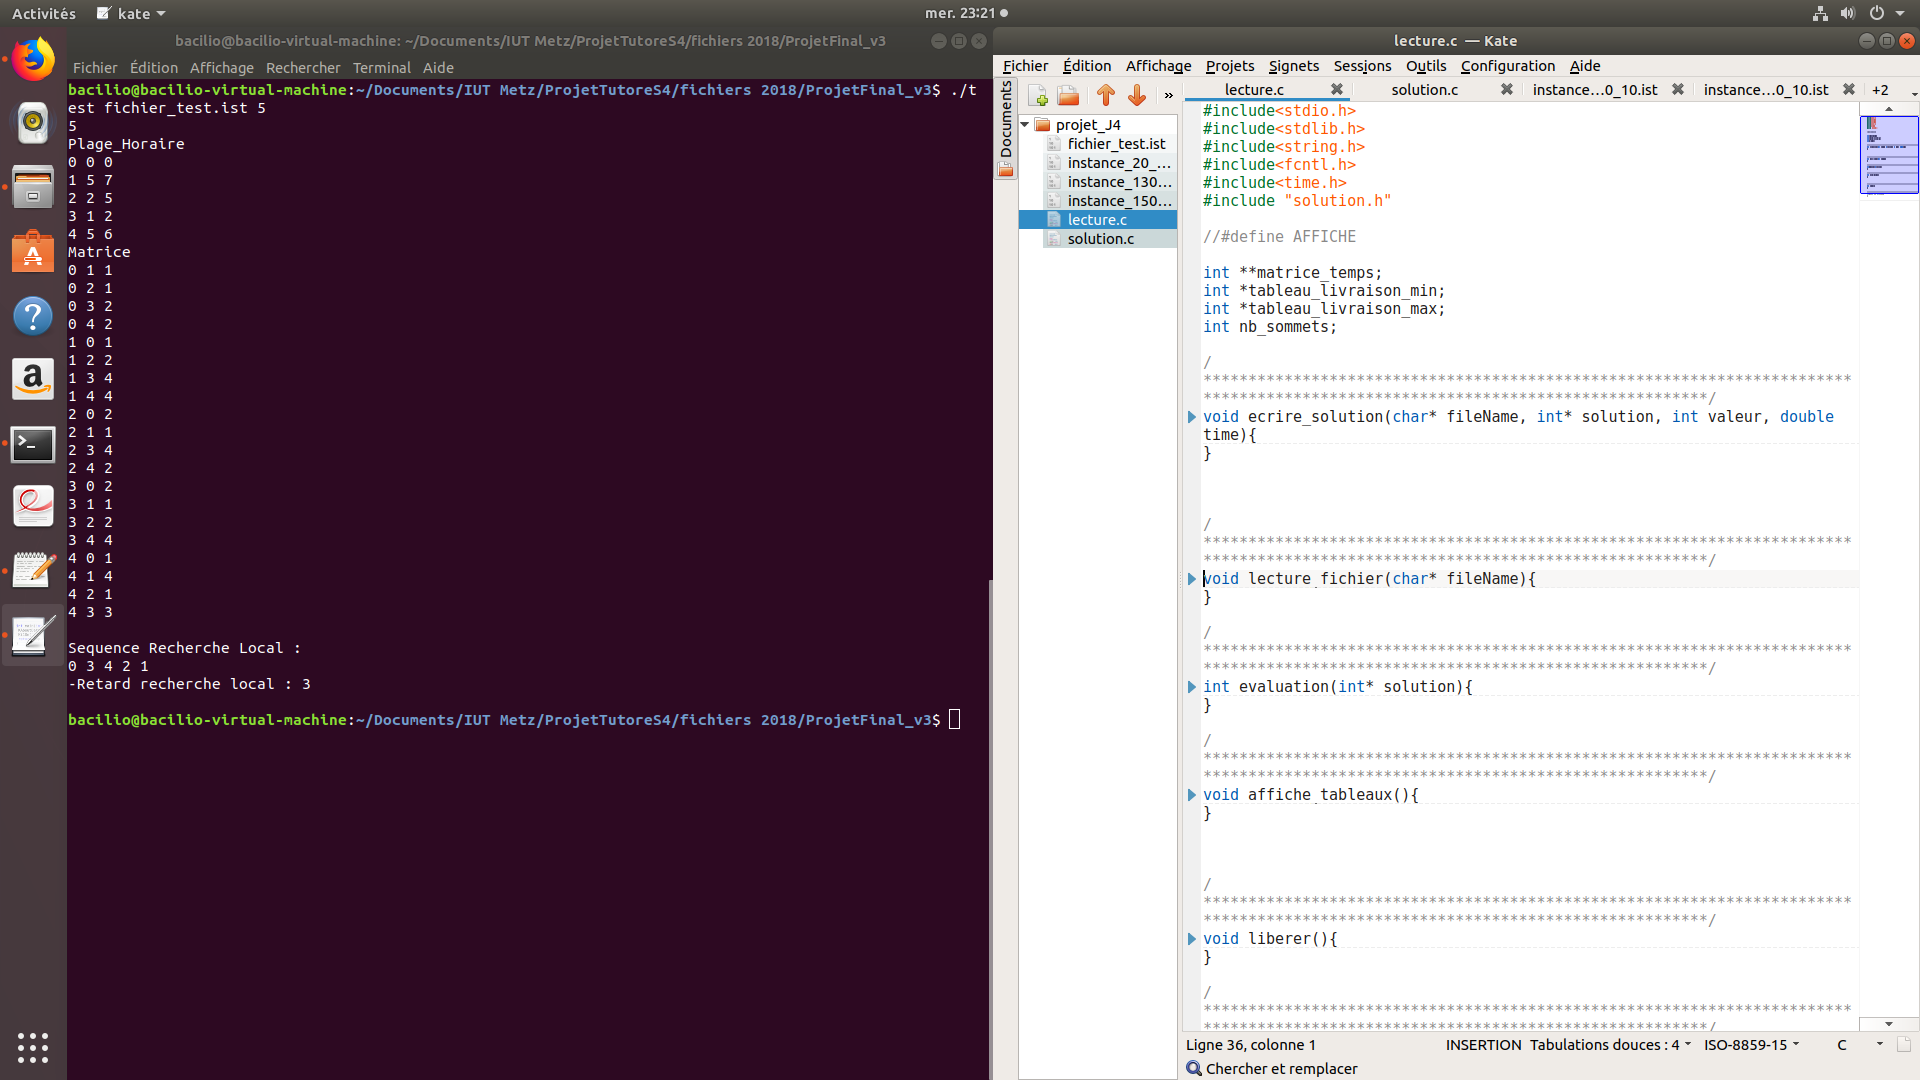 Activités
kate
mer. 23:21
bacilio@bacilio-virtual-machine: ~/Documents/IUT Metz/ProjetTutoreS4/fichiers 2018/ProjetFinal_v3
Fichier Édition Affichage Rechercher Terminal Aide
bacilio@bacilio-virtual-machine:~/Documents/IUT Metz/ProjetTutoreS4/fichiers 2018/ProjetFinal_v3$ ./t
est fichier_test.ist 5
5
Plage_Horaire
0 0 0
1 5 7
2 2 5
3 1 2
4 5 6
Matrice
0 1 1
0 2 1
0 3 2
0 4 2
1 0 1
1 2 2
1 3 4
1 4 4
2 0 2
2 1 1
2 3 4
2 4 2
3 0 2
3 1 1
3 2 2
3 4 4
4 0 1
4 1 4
4 2 1
4 3 3
Sequence Recherche Local :
0 3 4 2 1
-Retard recherche local : 3
bacilio@bacilio-virtual-machine:~/Documents/IUT Metz/ProjetTutoreS4/fichiers 2018/ProjetFinal_v3$
lecture.c — Kate
Fichier Édition Affichage Projets Signets Sessions Outils Configuration Aide
»
lecture.c
solution.c
instance...0_10.ist
instance...0_10.ist
+2
Documents
projet_J4
fichier_test.ist
instance_20_...
instance_130...
instance_150...
lecture.c
solution.c
#include<stdio.h>
#include<stdlib.h>
#include<string.h>
#include<fcntl.h>
#include<time.h>
#include "solution.h"
//#define AFFICHE
int **matrice_temps;
int *tableau_livraison_min;
int *tableau_livraison_max;
int nb_sommets;
/
************************************************************************
********************************************************/
void ecrire_solution(char* fileName, int* solution, int valeur, double
time){
}
/
************************************************************************
********************************************************/
void lecture_fichier(char* fileName){
}
/
************************************************************************
********************************************************/
int evaluation(int* solution){
}
/
************************************************************************
********************************************************/
void affiche_tableaux(){
}
/
************************************************************************
********************************************************/
void liberer(){
}
/
************************************************************************
********************************************************/
Ligne 36, colonne 1
INSERTION
Tabulations douces : 4
ISO-8859-15
C
Chercher et remplacer